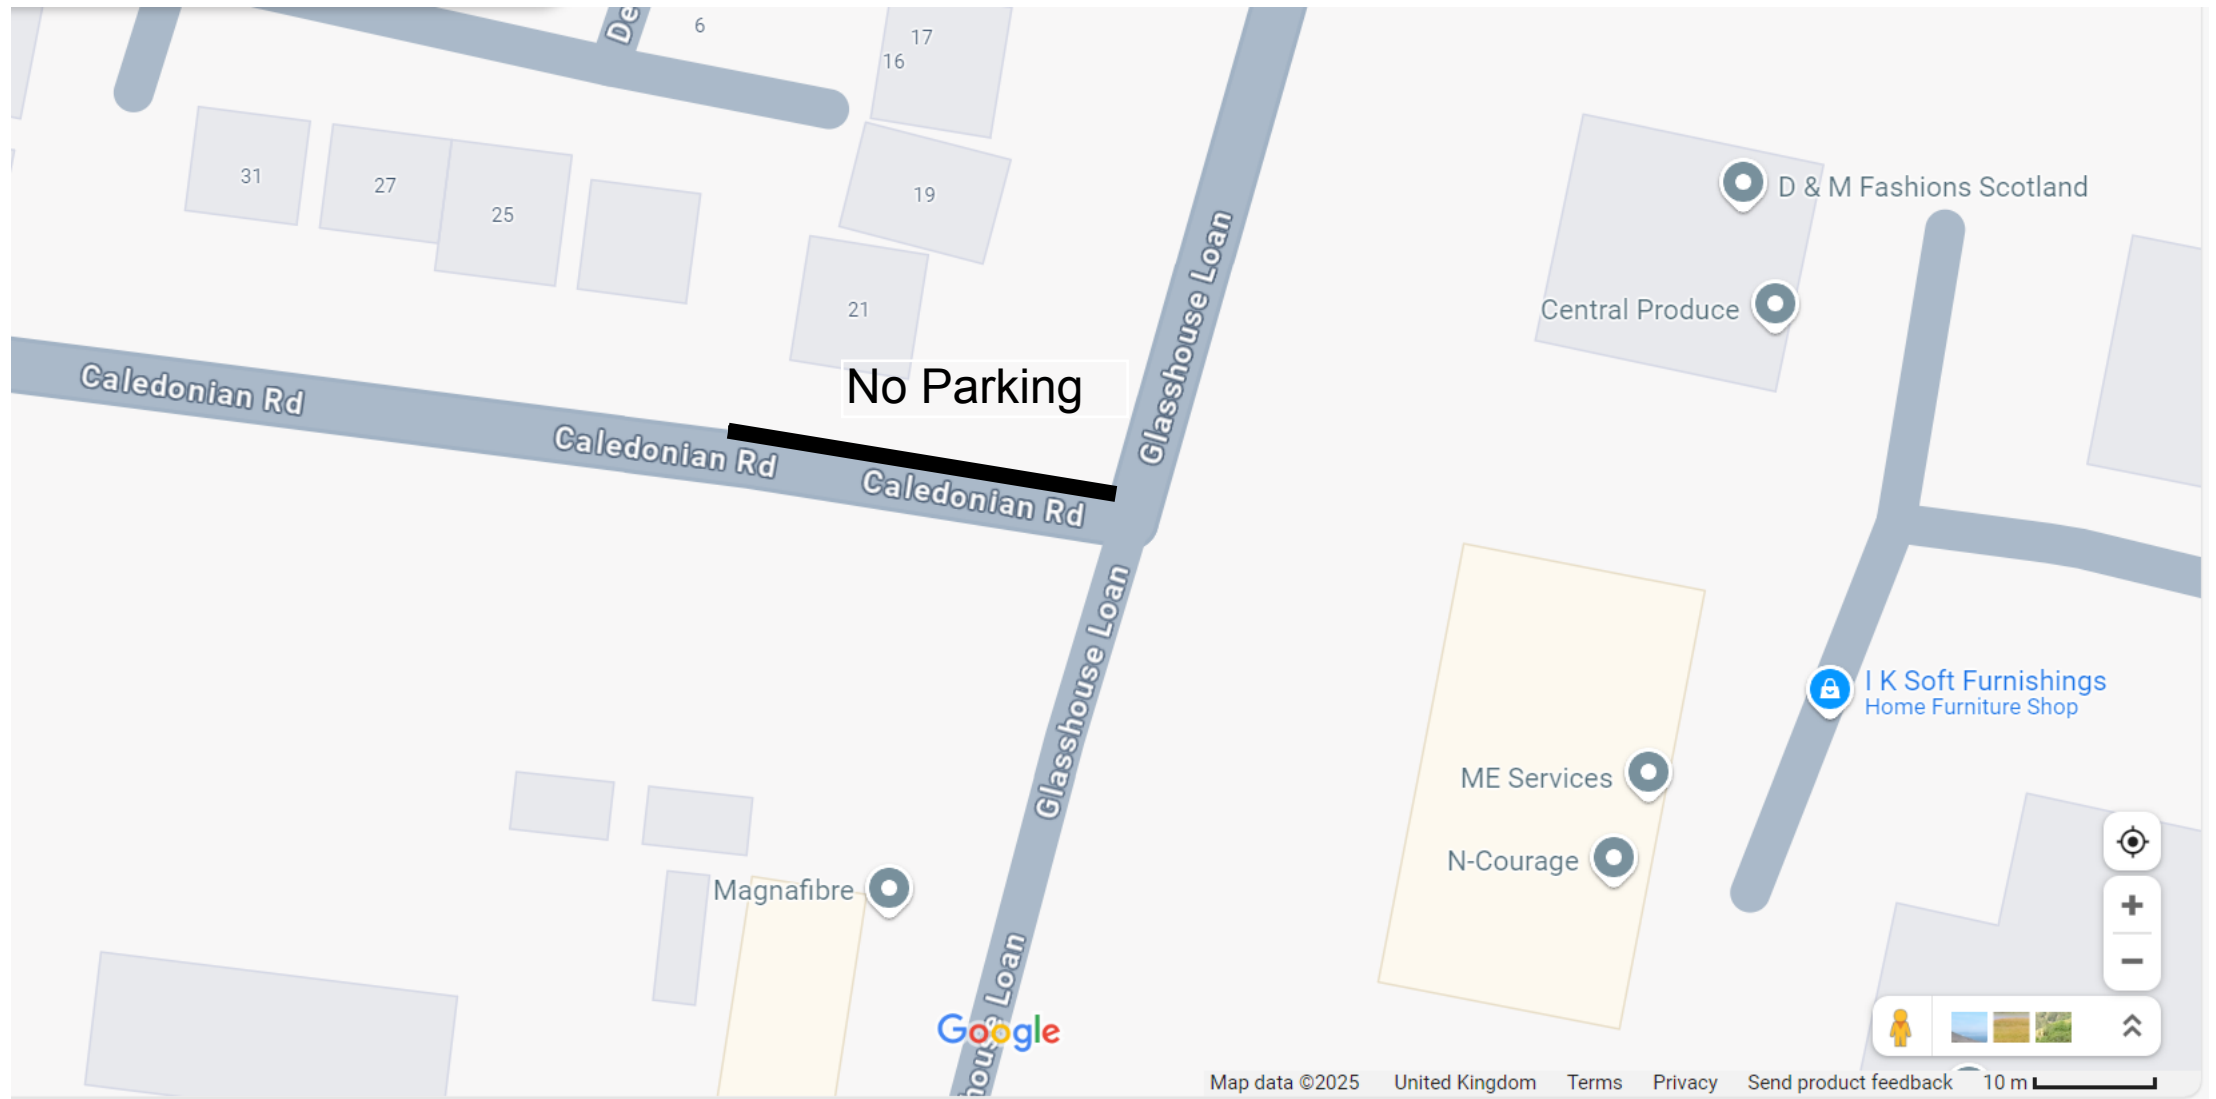 De
6
17
16
31
27
25
19
21
D & M Fashions Scotland
Central Produce
Glasshouse Loan
No Parking
Caledonian Rd
Caledonian Rd
Caledonian Rd
Glasshouse Loan
I K Soft Furnishings
Home Furniture Shop
ME Services
N-Courage
Magnafibre
house Loan
Google
Map data ©2025 United Kingdom Terms Privacy Send product feedback 10 m